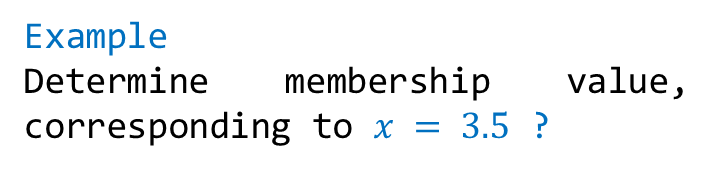 Example
Determine membership value,
corresponding to x = 3.5 ?